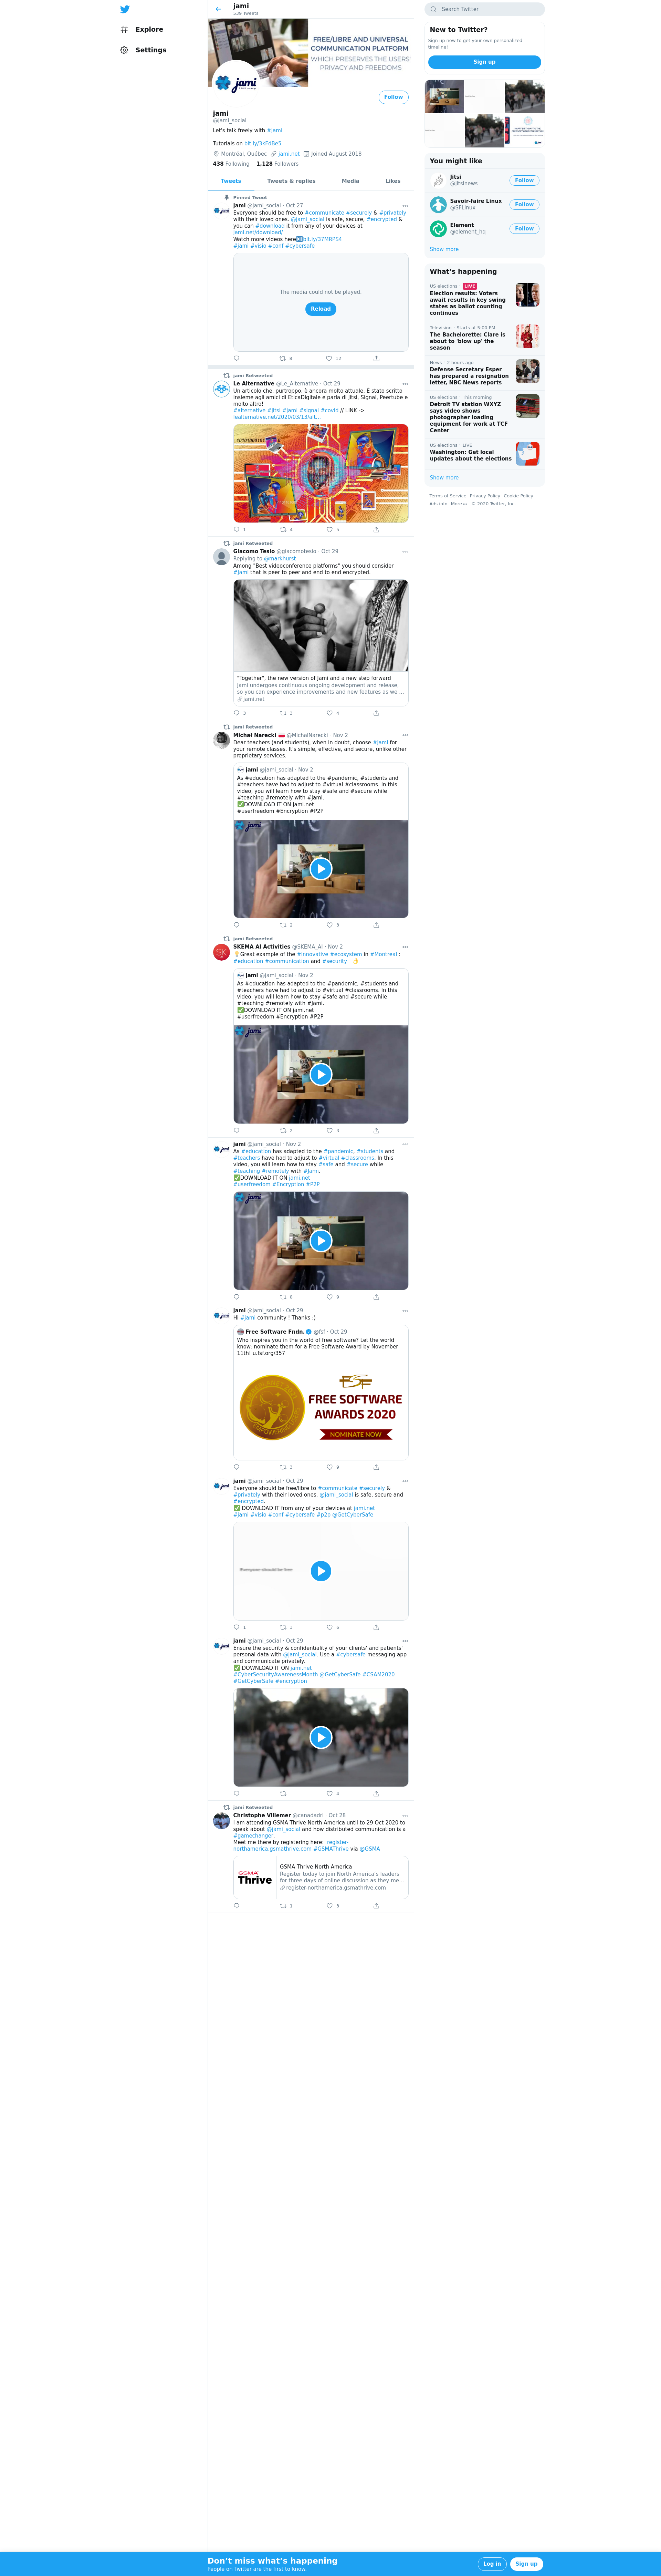 jami
539 Tweets
Explore
Settings
FREE/LIBRE AND UNIVERSAL
COMMUNICATION PLATFORM
WHICH PRESERVES THE USERS'
PRIVACY AND FREEDOMS.
jami
Follow
jami
@jami_social
Let's talk freely with #Jami
Tutorials on bit.ly/3kFdBe5
Montréal, Québec jami.net Joined August 2018
438 Following 1,128 Followers
Tweets Tweets & replies Media Likes
Pinned Tweet
jami @jami_social · Oct 27
Everyone should be free to #communicate #securely & #privately
with their loved ones. @jami_social is safe, secure, #encrypted &
you can #download it from any of your devices at
jami.net/download/
Watch more videos here bit.ly/37MRPS4
#Jami #visio #conf #cybersafe
The media could not be played.
Reload
8 12
jami Retweeted
Le Alternative @Le_Alternative · Oct 29
Un articolo che, purtroppo, è ancora molto attuale. È stato scritto
insieme agli amici di EticaDigitale e parla di Jitsi, Signal, Peertube e
molto altro!
#alternative #Jitsi #Jami #signal #covid // LINK ->
lealternative.net/2020/03/13/alt…
1 4 5
jami Retweeted
Giacomo Tesio @giacomotesio · Oct 29
Replying to @markhurst
Among "Best videoconference platforms" you should consider
#Jami that is peer to peer and end to end encrypted.
"Together", the new version of Jami and a new step forward
Jami undergoes continuous ongoing development and release,
so you can experience improvements and new features as we …
jami.net
3 3 4
jami Retweeted
Michał Narecki @MichalNarecki · Nov 2
Dear teachers (and students), when in doubt, choose #Jami for
your remote classes. It's simple, effective, and secure, unlike other
proprietary services.
jami @jami_social · Nov 2
As #education has adapted to the #pandemic, #students and
#teachers have had to adjust to #virtual #classrooms. In this
video, you will learn how to stay #safe and #secure while
#teaching #remotely with #Jami.
✅DOWNLOAD IT ON jami.net
#userfreedom #Encryption #P2P
jami
2 3
jami Retweeted
SKEMA AI Activities @SKEMA_AI · Nov 2
💡Great example of the #innovative #ecosystem in #Montreal :
#education #communication and #security 👌
jami @jami_social · Nov 2
As #education has adapted to the #pandemic, #students and
#teachers have had to adjust to #virtual #classrooms. In this
video, you will learn how to stay #safe and #secure while
#teaching #remotely with #Jami.
✅DOWNLOAD IT ON jami.net
#userfreedom #Encryption #P2P
jami
2 3
jami @jami_social · Nov 2
As #education has adapted to the #pandemic, #students and
#teachers have had to adjust to #virtual #classrooms. In this
video, you will learn how to stay #safe and #secure while
#teaching #remotely with #Jami.
✅DOWNLOAD IT ON jami.net
#userfreedom #Encryption #P2P
jami
jami @jami_social · Oct 29
Hi #Jami community ! Thanks :)
Free Software Fndn. @fsf · Oct 29
Who inspires you in the world of free software? Let the world
know: nominate them for a Free Software Award by November
11th! u.fsf.org/357
FSF
FREE SOFTWARE
AWARDS 2020
NOMINATE NOW
3 9
jami @jami_social · Oct 29
Everyone should be free/libre to #communicate #securely &
#privately with their loved ones. @jami_social is safe, secure and
#encrypted.
✅ DOWNLOAD IT from any of your devices at jami.net
#Jami #visio #conf #cybersafe #p2p @GetCyberSafe
Everyone should be free
1 3 6
jami @jami_social · Oct 29
Ensure the security & confidentiality of your clients' and patients'
personal data with @jami_social. Use a #cybersafe messaging app
and communicate privately.
✅ DOWNLOAD IT ON jami.net
#CyberSecurityAwarenessMonth @GetCyberSafe #CSAM2020
#GetCyberSafe #encryption
4
jami Retweeted
Christophe Villemer @canadadri · Oct 28
I am attending GSMA Thrive North America until to 29 Oct 2020 to
speak about @jami_social and how distributed communication is a
#gamechanger.
Meet me there by registering here: register-
northamerica.gsmathrive.com #GSMAThrive via @GSMA
GSMA
Thrive
GSMA Thrive North America
Register today to join North America's leaders
for three days of online discussion as they me…
register-northamerica.gsmathrive.com
1 3
Search Twitter
New to Twitter?
Sign up now to get your own personalized
timeline!
Sign up
You might like
Jitsi
@jitsinews
Follow
Savoir-faire Linux
@SFLinux
Follow
Element
@element_hq
Follow
Show more
What's happening
US elections · LIVE
Election results: Voters
await results in key swing
states as ballot counting
continues
Television · Starts at 5:00 PM
The Bachelorette: Clare is
about to 'blow up' the
season
News · 2 hours ago
Defense Secretary Esper
has prepared a resignation
letter, NBC News reports
US elections · This morning
Detroit TV station WXYZ
says video shows
photographer loading
equipment for work at TCF
Center
US elections · LIVE
Washington: Get local
updates about the elections
Show more
Terms of Service Privacy Policy Cookie Policy
Ads info More © 2020 Twitter, Inc.
Don't miss what's happening
People on Twitter are the first to know.
Log in
Sign up